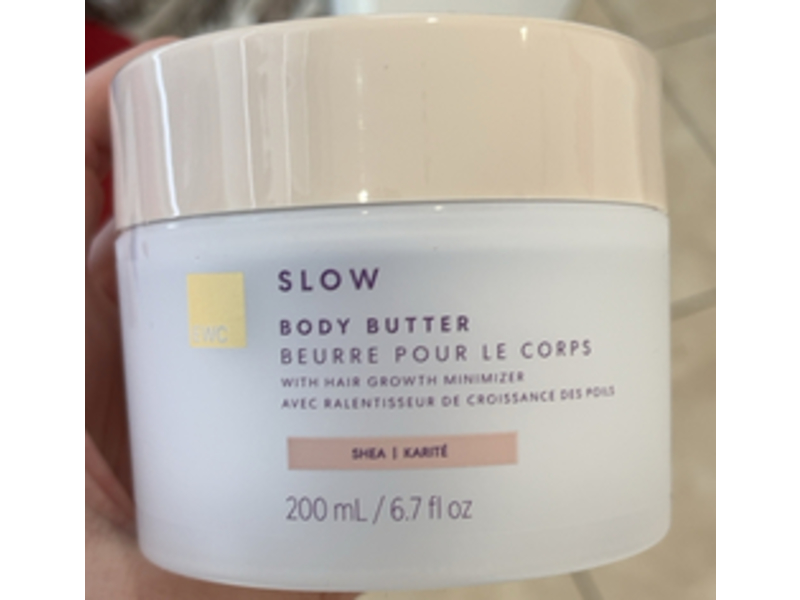 SLOW
BODY BUTTER
BEURRE POUR LE CORPS
WITH HAIR GROWTH MINIMIZER
AVEC RALENTISSEUR DE CROISSANCE DES POILS
SHEA | KARITÉ
200 mL / 6.7 fl oz